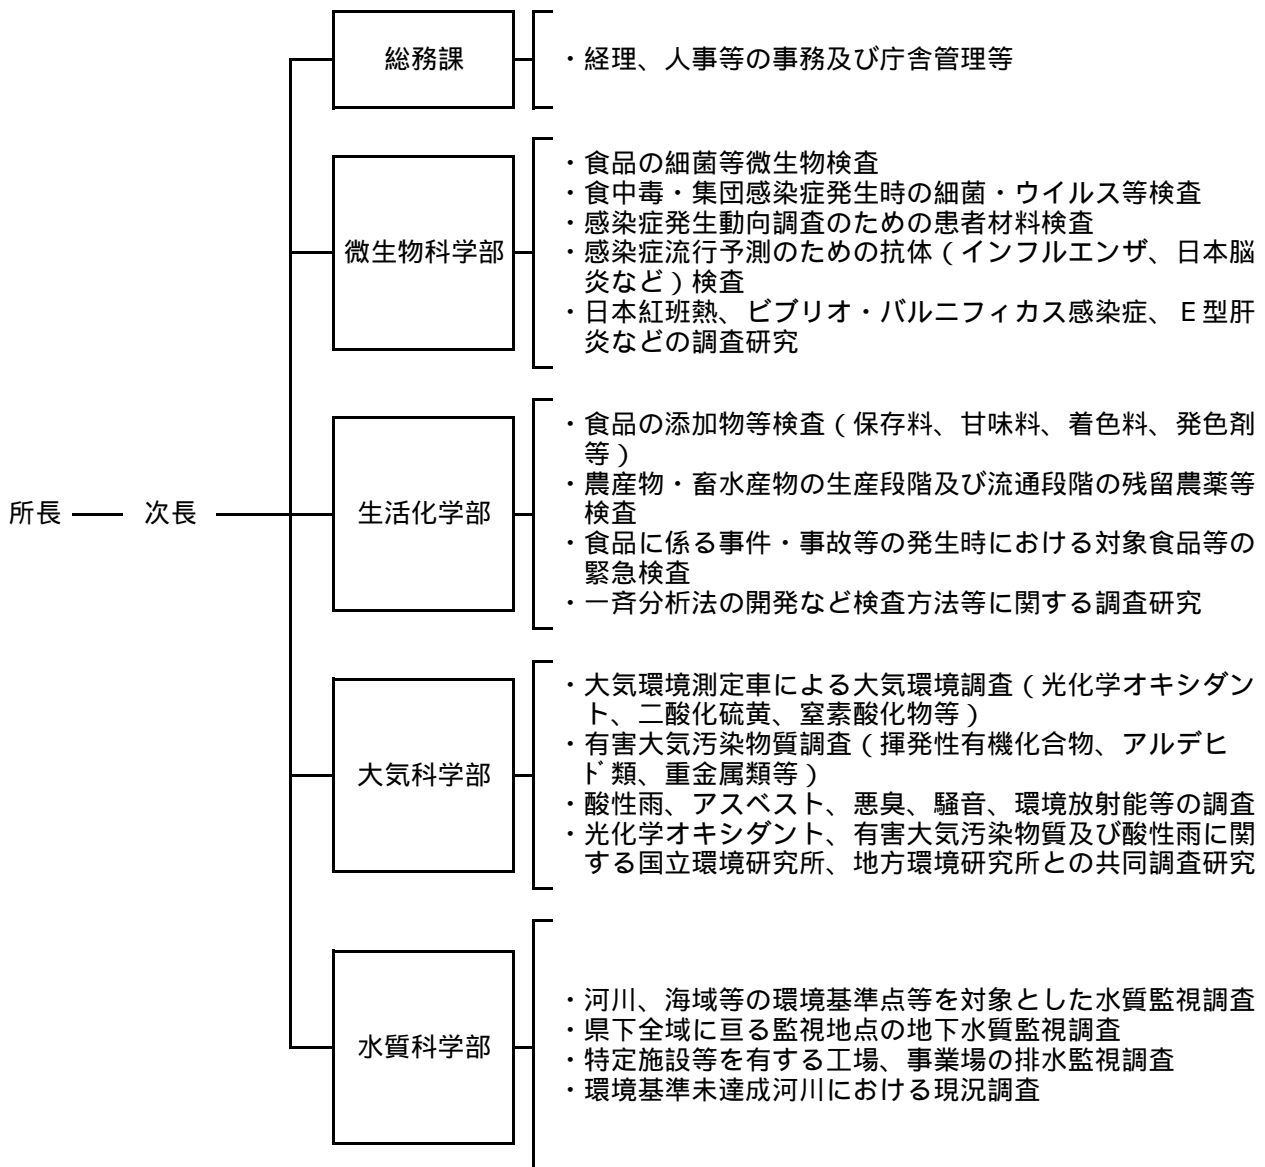 総務課
・経理、人事等の事務及び庁舎管理等
微生物科学部
・食品の細菌等微生物検査
・食中毒・集団感染症発生時の細菌・ウイルス等検査
・感染症発生動向調査のための患者材料検査
・感染症流行予測のための抗体（インフルエンザ、日本脳
炎など）検査
・日本紅班熱、ビブリオ・バルニフィカス感染症、Ｅ型肝
炎などの調査研究
所長 次長
生活化学部
・食品の添加物等検査（保存料、甘味料、着色料、発色剤
等）
・農産物・畜水産物の生産段階及び流通段階の残留農薬等
検査
・食品に係る事件・事故等の発生時における対象食品等の
緊急検査
・一斉分析法の開発など検査方法等に関する調査研究
大気科学部
・大気環境測定車による大気環境調査（光化学オキシダン
ト、二酸化硫黄、窒素酸化物等）
・有害大気汚染物質調査（揮発性有機化合物、アルデヒ
ド類、重金属類等）
・酸性雨、アスベスト、悪臭、騒音、環境放射能等の調査
・光化学オキシダント、有害大気汚染物質及び酸性雨に関
する国立環境研究所、地方環境研究所との共同調査研究
水質科学部
・河川、海域等の環境基準点等を対象とした水質監視調査
・県下全域に亘る監視地点の地下水質監視調査
・特定施設等を有する工場、事業場の排水監視調査
・環境基準未達成河川における現況調査